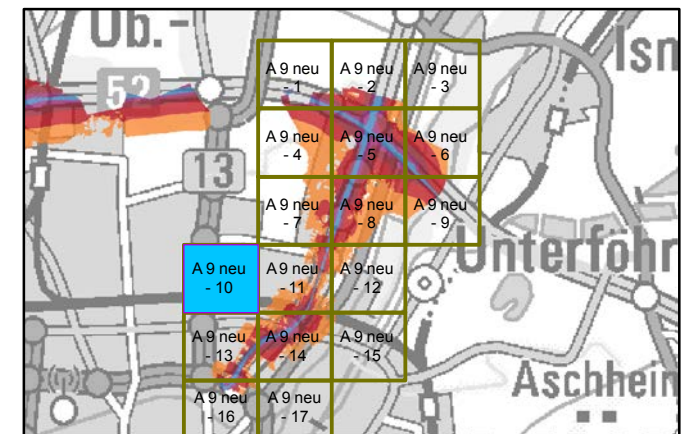 Ob.-
Isn
52
13
A 9 neu
- 1
A 9 neu
- 2
A 9 neu
- 3
A 9 neu
- 4
A 9 neu
- 5
A 9 neu
- 6
A 9 neu
- 7
A 9 neu
- 8
A 9 neu
- 9
Unterföhr
A 9 neu
- 10
A 9 neu
- 11
A 9 neu
- 12
A 9 neu
- 13
A 9 neu
- 14
A 9 neu
- 15
Aschhein
A 9 neu
- 16
A 9 neu
- 17